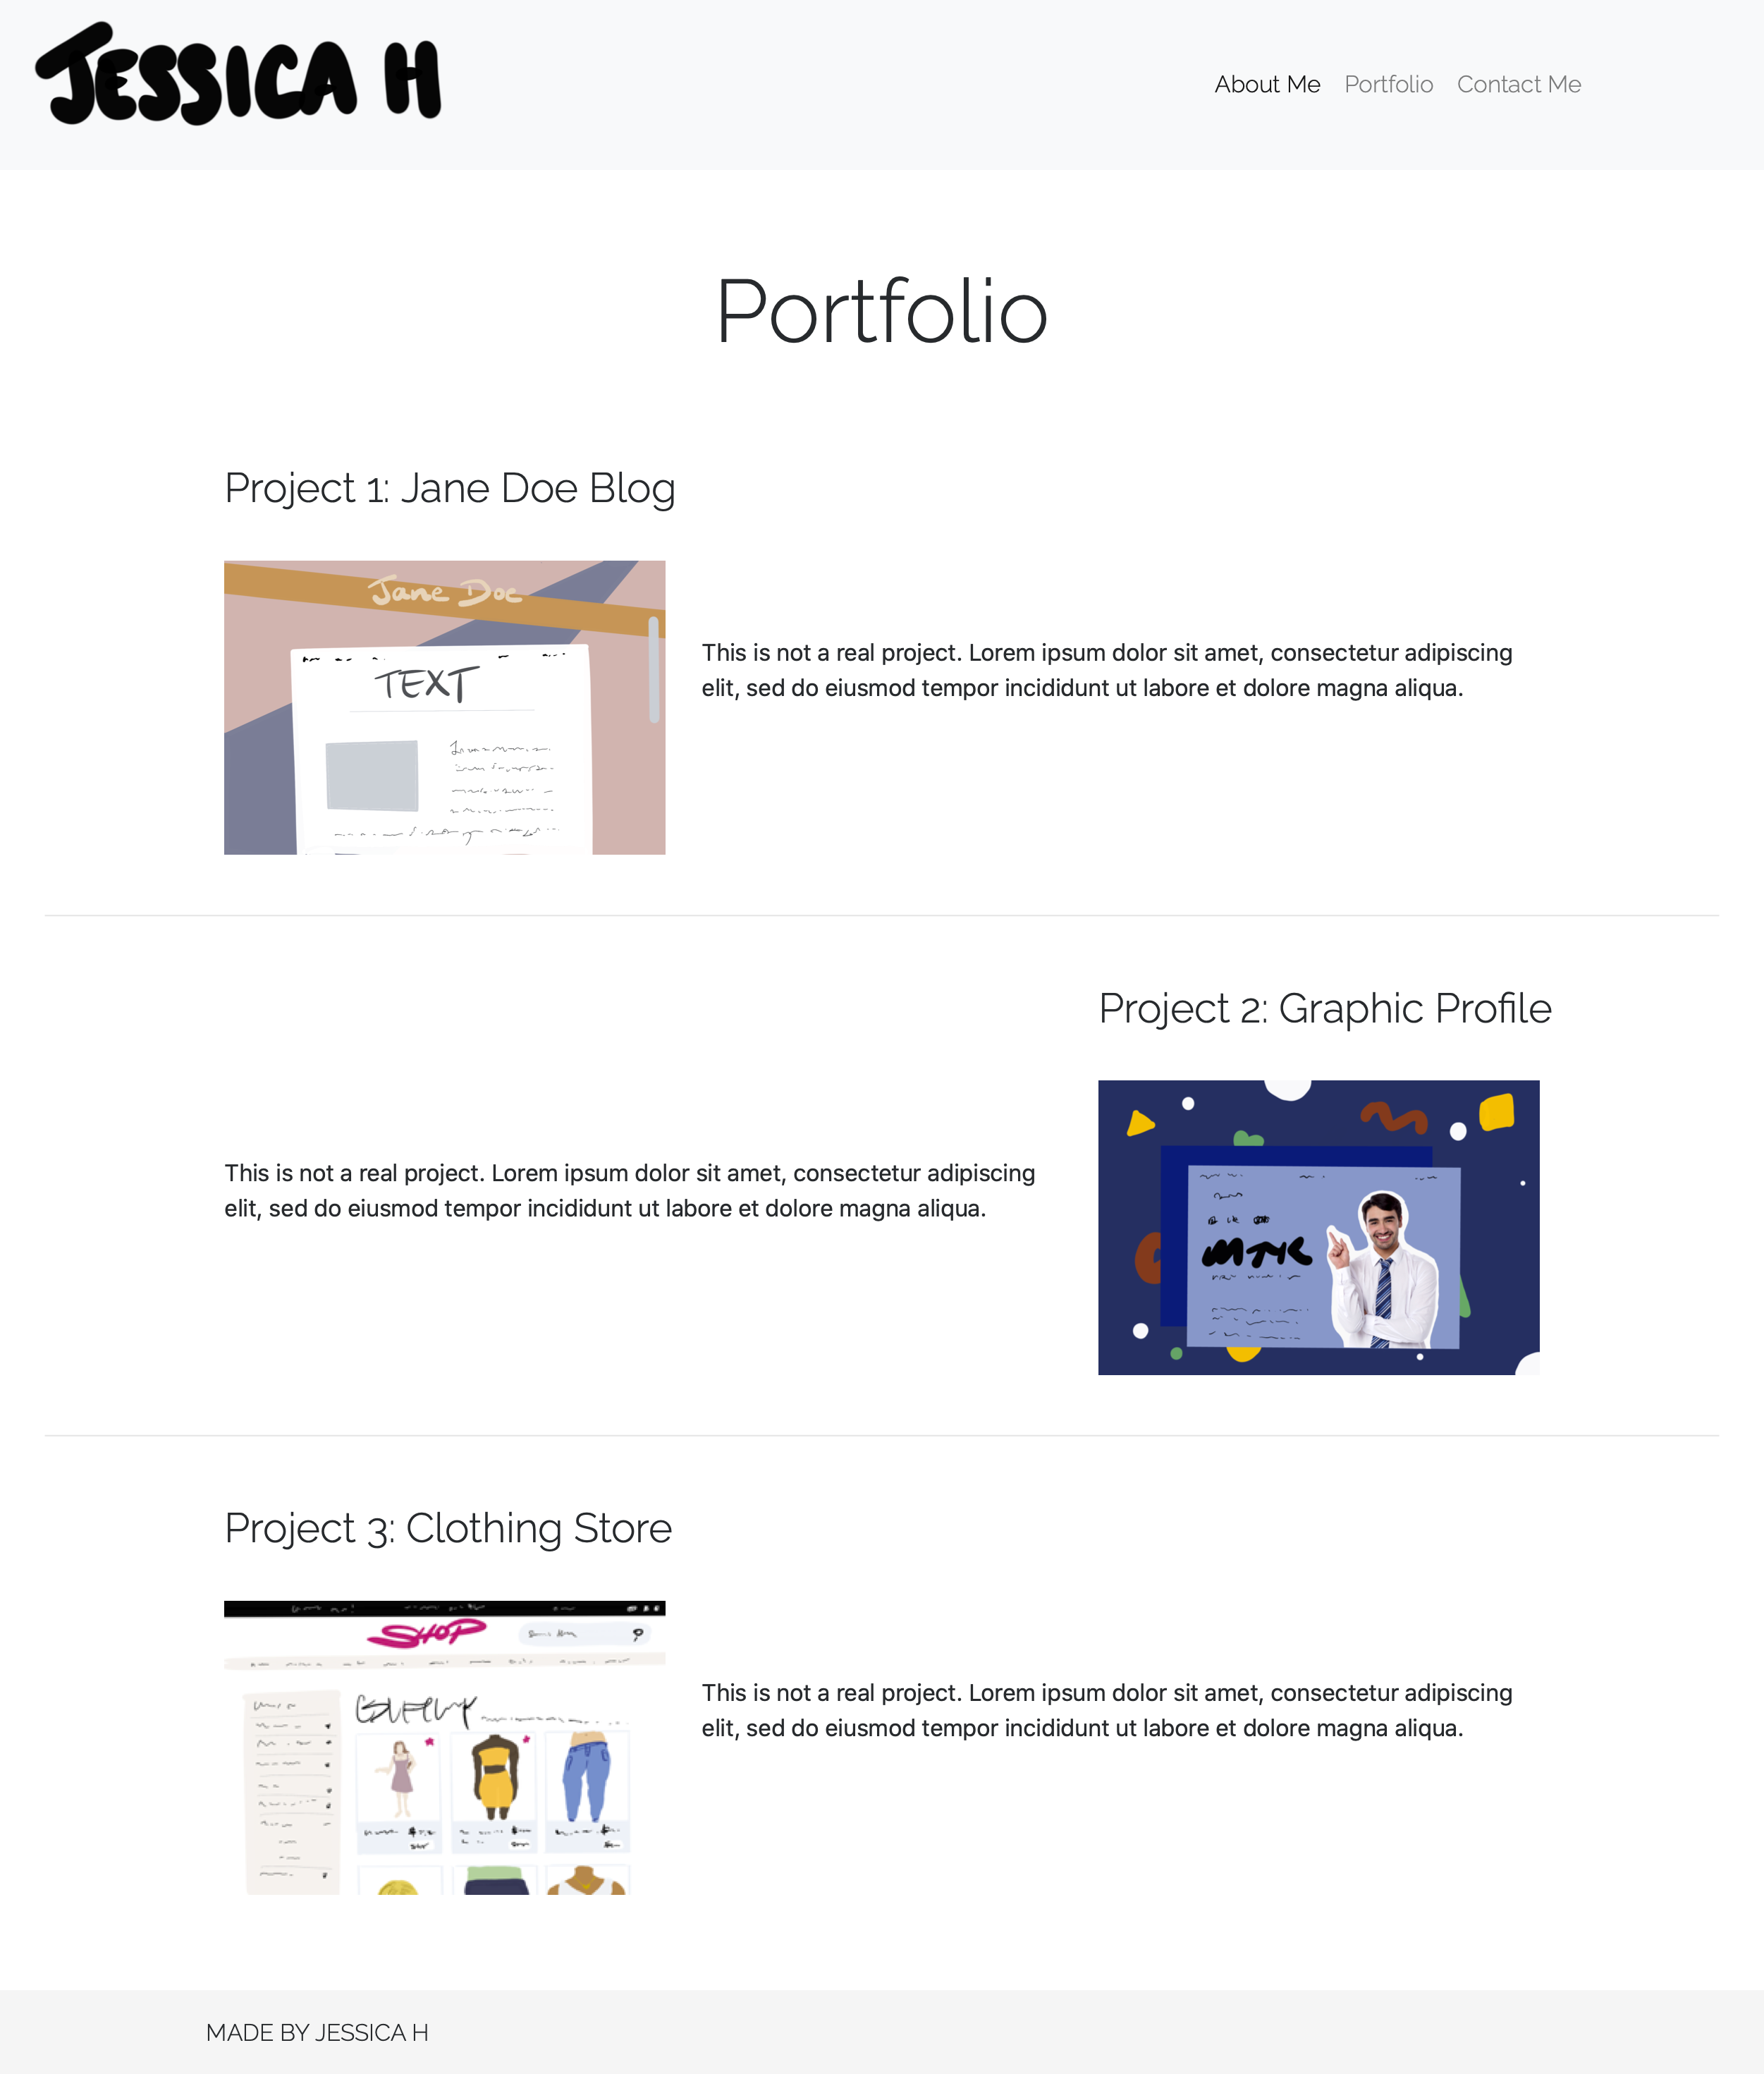 JESSICA H
About Me Portfolio Contact Me
Portfolio
Project 1: Jane Doe Blog
Jane Doe
TEXT
This is not a real project. Lorem ipsum dolor sit amet, consectetur adipiscing
elit, sed do eiusmod tempor incididunt ut labore et dolore magna aliqua.
Project 2: Graphic Profile
This is not a real project. Lorem ipsum dolor sit amet, consectetur adipiscing
elit, sed do eiusmod tempor incididunt ut labore et dolore magna aliqua.
Project 3: Clothing Store
SHOP
This is not a real project. Lorem ipsum dolor sit amet, consectetur adipiscing
elit, sed do eiusmod tempor incididunt ut labore et dolore magna aliqua.
MADE BY JESSICA H